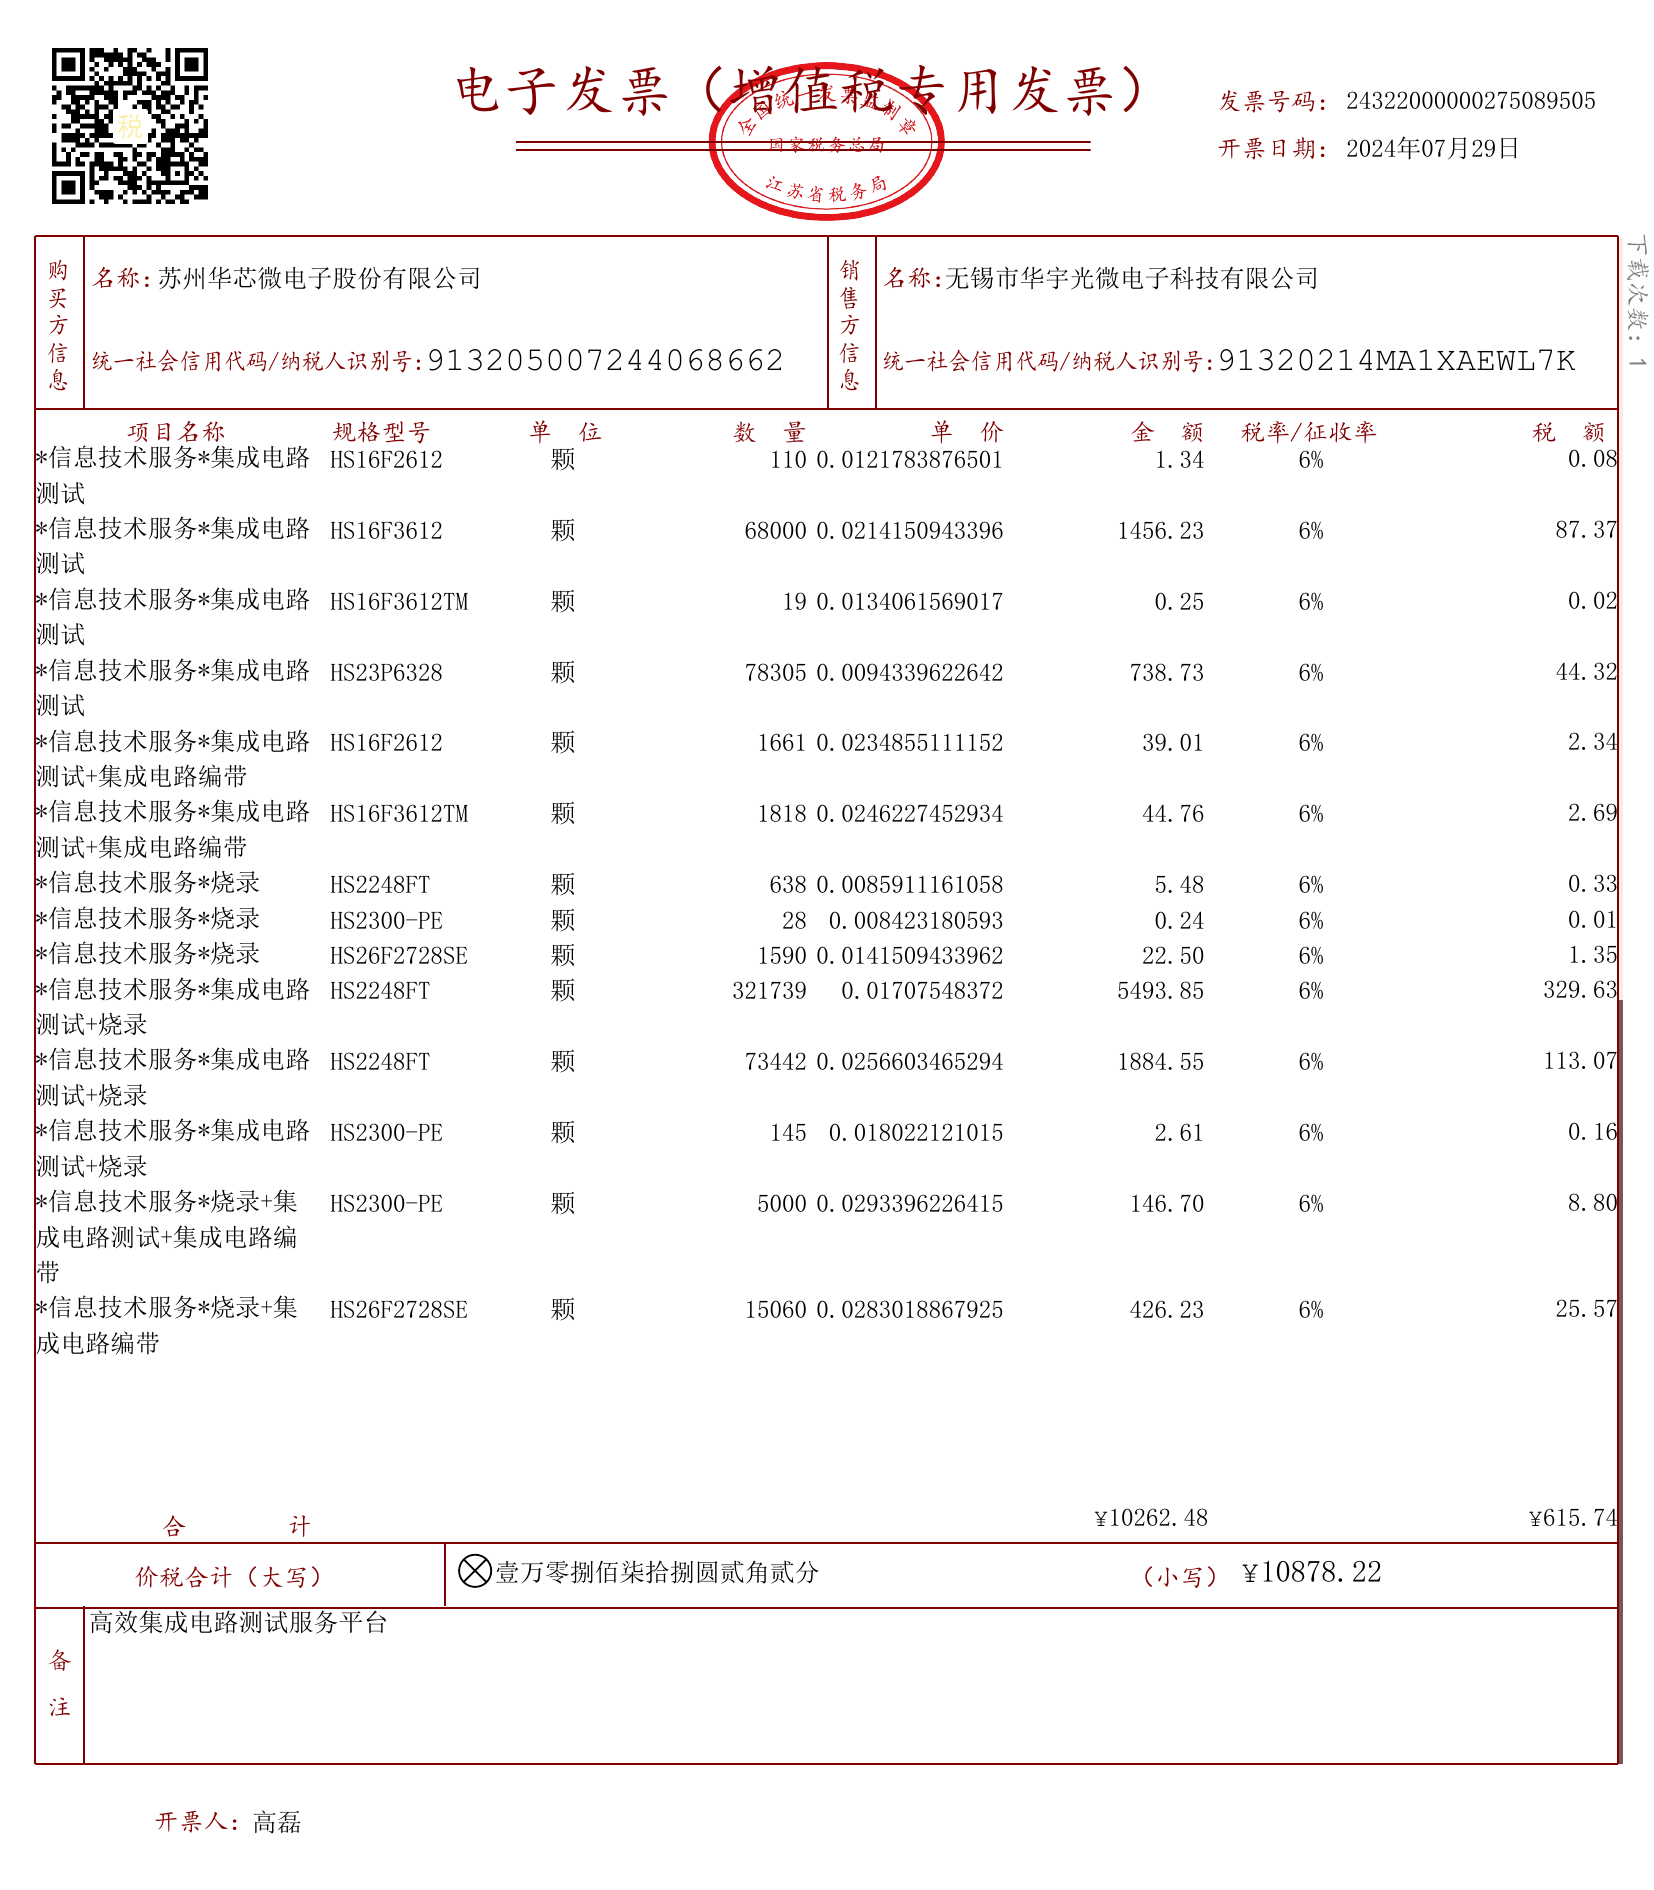 税
电子发票（增值税专用发票）
全国统一发票监制章
国家税务总局
江苏省税务局
发票号码：24322000000275089505
开票日期：2024年07月29日
下载次数：1
购买方信息
名称：苏州华芯微电子股份有限公司
统一社会信用代码/纳税人识别号：913205007244068662
销售方信息
名称：无锡市华宇光微电子科技有限公司
统一社会信用代码/纳税人识别号：91320214MA1XAEWL7K
项目名称 规格型号 单 位 数 量 单 价 金 额 税率/征收率 税 额
*信息技术服务*集成电路 HS16F2612 颗 110 0.0121783876501 1.34 6% 0.08
测试
*信息技术服务*集成电路 HS16F3612 颗 68000 0.0214150943396 1456.23 6% 87.37
测试
*信息技术服务*集成电路 HS16F3612TM 颗 19 0.0134061569017 0.25 6% 0.02
测试
*信息技术服务*集成电路 HS23P6328 颗 78305 0.0094339622642 738.73 6% 44.32
测试
*信息技术服务*集成电路 HS16F2612 颗 1661 0.0234855111152 39.01 6% 2.34
测试+集成电路编带
*信息技术服务*集成电路 HS16F3612TM 颗 1818 0.0246227452934 44.76 6% 2.69
测试+集成电路编带
*信息技术服务*烧录 HS2248FT 颗 638 0.0085911161058 5.48 6% 0.33
*信息技术服务*烧录 HS2300-PE 颗 28 0.008423180593 0.24 6% 0.01
*信息技术服务*烧录 HS26F2728SE 颗 1590 0.0141509433962 22.50 6% 1.35
*信息技术服务*集成电路 HS2248FT 颗 321739 0.01707548372 5493.85 6% 329.63
测试+烧录
*信息技术服务*集成电路 HS2248FT 颗 73442 0.0256603465294 1884.55 6% 113.07
测试+烧录
*信息技术服务*集成电路 HS2300-PE 颗 145 0.018022121015 2.61 6% 0.16
测试+烧录
*信息技术服务*烧录+集 HS2300-PE 颗 5000 0.0293396226415 146.70 6% 8.80
成电路测试+集成电路编
带
*信息技术服务*烧录+集 HS26F2728SE 颗 15060 0.0283018867925 426.23 6% 25.57
成电路编带
合 计 ¥10262.48 ¥615.74
价税合计（大写） ⊗壹万零捌佰柒拾捌圆贰角贰分 （小写） ¥10878.22
备注
高效集成电路测试服务平台
开票人：高磊